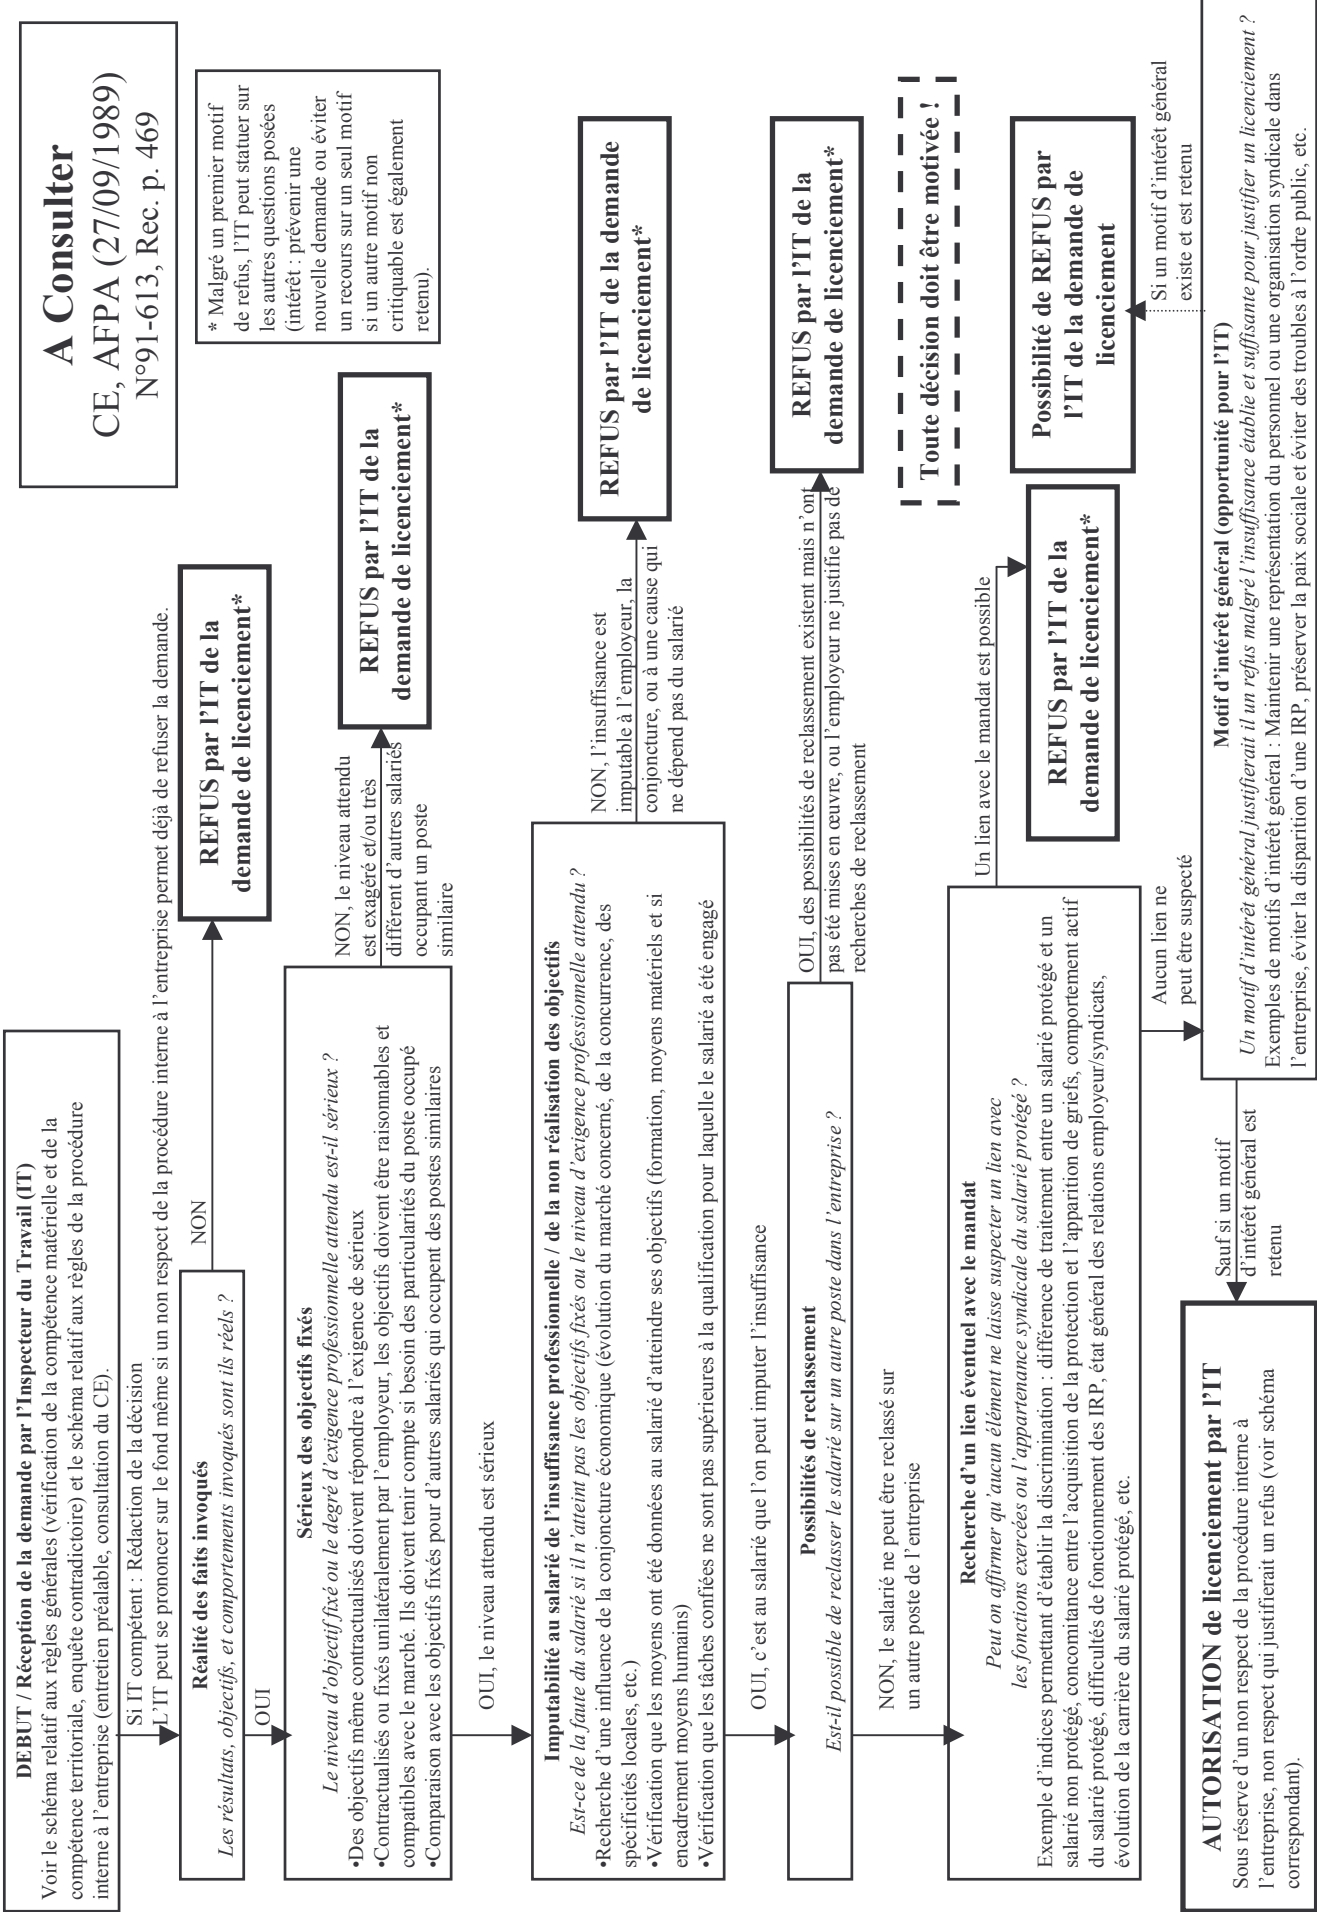 A Consulter
CE, AFPA (27/09/1989)
N°91-613, Rec. p. 469
DEBUT / Réception de la demande par l'Inspecteur du Travail (IT)
Voir le schéma relatif aux règles générales (vérification de la compétence matérielle et de la
compétence territoriale, enquête contradictoire) et le schéma relatif aux règles de la procédure
interne à l'entreprise (entretien préalable, consultation du CE).
Si IT compétent : Rédaction de la décision
L'IT peut se prononcer sur le fond même si un non respect de la procédure interne à l'entreprise permet déjà de refuser la demande.
* Malgré un premier motif
de refus, l'IT peut statuer sur
les autres questions posées
(intérêt : prévenir une
nouvelle demande ou éviter
un recours sur un seul motif
si un autre motif non
critiquable est également
retenu).
Réalité des faits invoqués
Les résultats, objectifs, et comportements invoqués sont ils réels ?
NON
REFUS par l'IT de la
demande de licenciement*
OUI
Sérieux des objectifs fixés
Le niveau d'objectif fixé ou le degré d'exigence professionnelle attendu est-il sérieux ?
•Des objectifs même contractualisés doivent répondre à l'exigence de sérieux
•Contractualisés ou fixés unilatéralement par l'employeur, les objectifs doivent être raisonnables et
compatibles avec le marché. Ils doivent tenir compte si besoin des particularités du poste occupé
•Comparaison avec les objectifs fixés pour d'autres salariés qui occupent des postes similaires
NON, le niveau attendu
est exagéré et/ou très
différent d'autres salariés
occupant un poste
similaire
REFUS par l'IT de la
demande de licenciement*
OUI, le niveau attendu est sérieux
Imputabilité au salarié de l'insuffisance professionnelle / de la non réalisation des objectifs
Est-ce de la faute du salarié si il n'atteint pas les objectifs fixés ou le niveau d'exigence professionnelle attendu ?
•Recherche d'une influence de la conjoncture économique (évolution du marché concerné, de la concurrence, des
spécificités locales, etc.)
•Vérification que les moyens ont été données au salarié d'atteindre ses objectifs (formation, moyens matériels et si
encadrement moyens humains)
•Vérification que les tâches confiées ne sont pas supérieures à la qualification pour laquelle le salarié a été engagé
NON, l'insuffisance est
imputable à l'employeur, la
conjoncture, ou à une cause qui
ne dépend pas du salarié
REFUS par l'IT de la demande
de licenciement*
OUI, c'est au salarié que l'on peut imputer l'insuffisance
Possibilités de reclassement
Est-il possible de reclasser le salarié sur un autre poste dans l'entreprise ?
OUI, des possibilités de reclassement existent mais n'ont
pas été mises en œuvre, ou l'employeur ne justifie pas de
recherches de reclassement
REFUS par l'IT de la
demande de licenciement*
NON, le salarié ne peut être reclassé sur
un autre poste de l'entreprise
Toute décision doit être motivée !
Recherche d'un lien éventuel avec le mandat
Peut on affirmer qu'aucun élément ne laisse suspecter un lien avec
les fonctions exercées ou l'appartenance syndicale du salarié protégé ?
Exemple d'indices permettant d'établir la discrimination : différence de traitement entre un salarié protégé et un
salarié non protégé, concomitance entre l'acquisition de la protection et l'apparition de griefs, comportement actif
du salarié protégé, difficultés de fonctionnement des IRP, état général des relations employeur/syndicats,
évolution de la carrière du salarié protégé, etc.
Un lien avec le mandat est possible
REFUS par l'IT de la
demande de licenciement*
Possibilité de REFUS par
l'IT de la demande de
licenciement
Aucun lien ne
peut être suspecté
Si un motif d'intérêt général
existe et est retenu
Motif d'intérêt général (opportunité pour l'IT)
Un motif d'intérêt général justifierait il un refus malgré l'insuffisance établie et suffisante pour justifier un licenciement ?
Exemples de motifs d'intérêt général : Maintenir une représentation du personnel ou une organisation syndicale dans
l'entreprise, éviter la disparition d'une IRP, préserver la paix sociale et éviter des troubles à l'ordre public, etc.
Sauf si un motif
d'intérêt général est
retenu
AUTORISATION de licenciement par l'IT
Sous réserve d'un non respect de la procédure interne à
l'entreprise, non respect qui justifierait un refus (voir schéma
correspondant).